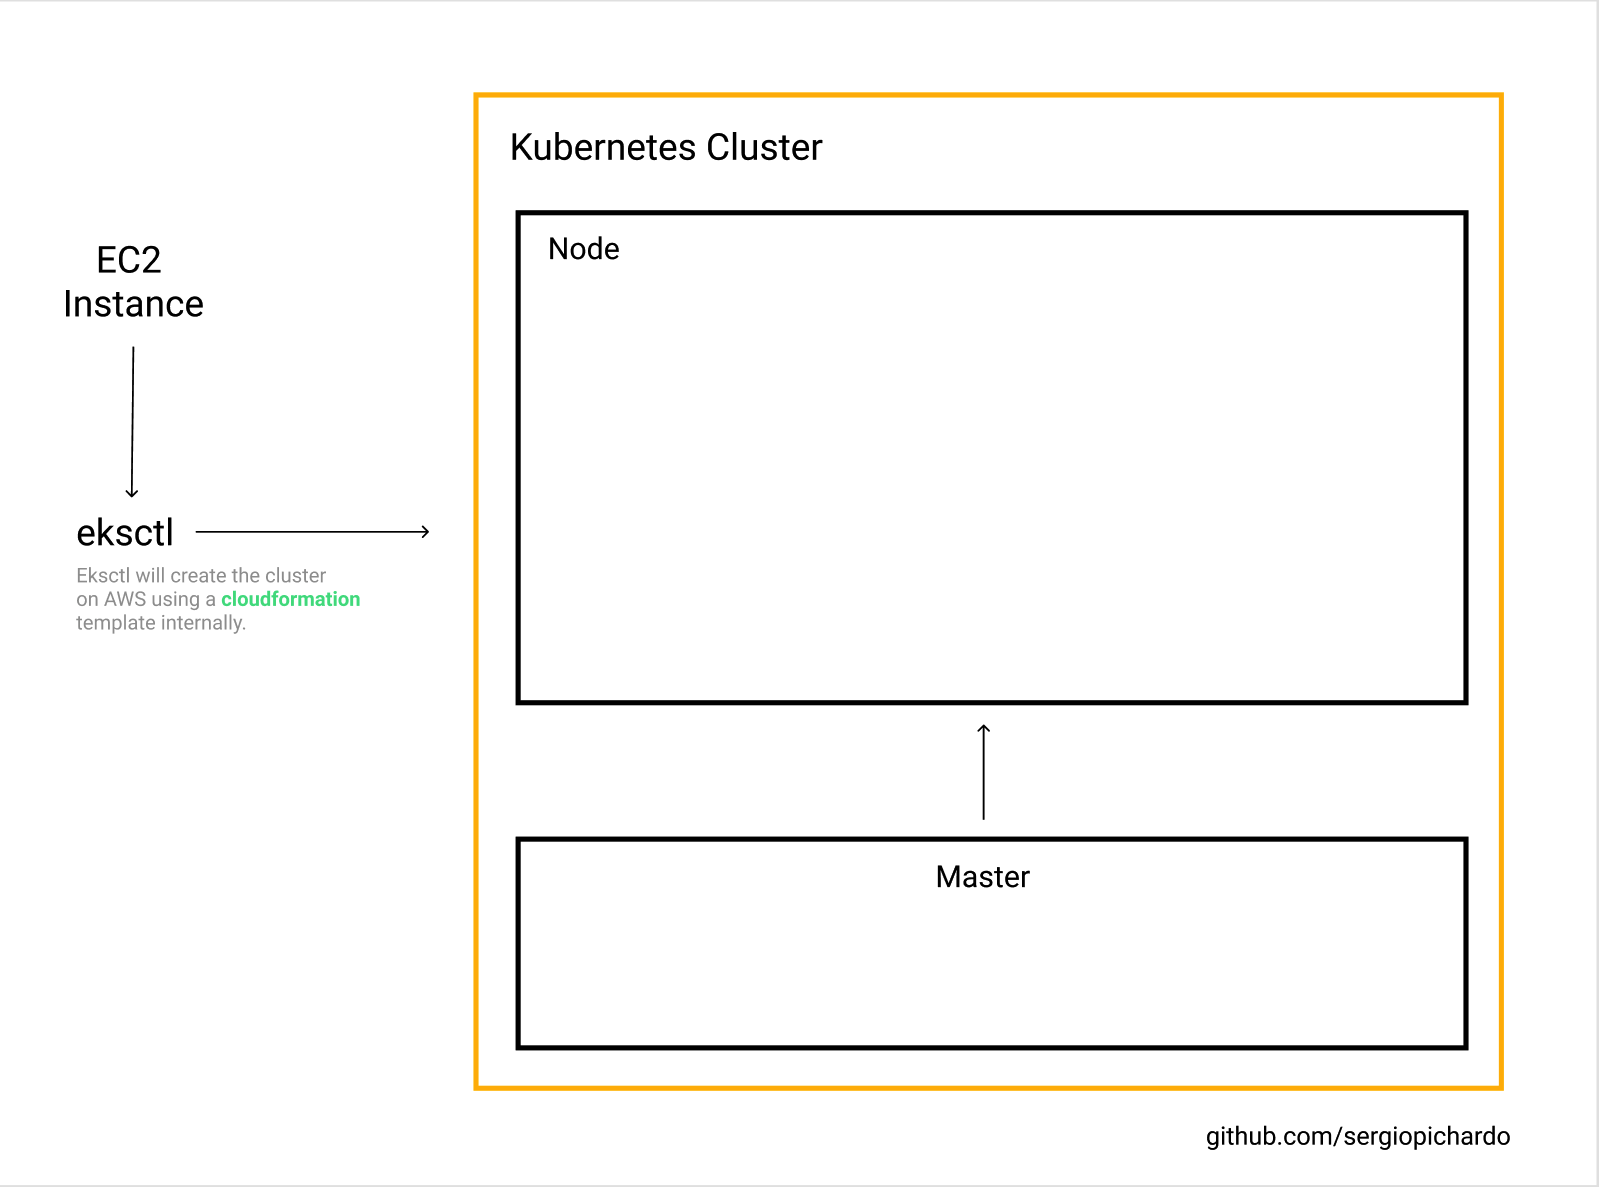 Kubernetes Cluster
Node
EC2
Instance
eksctl
Eksctl will create the cluster
on AWS using a cloudformation
template internally.
Master
github.com/sergiopichardo